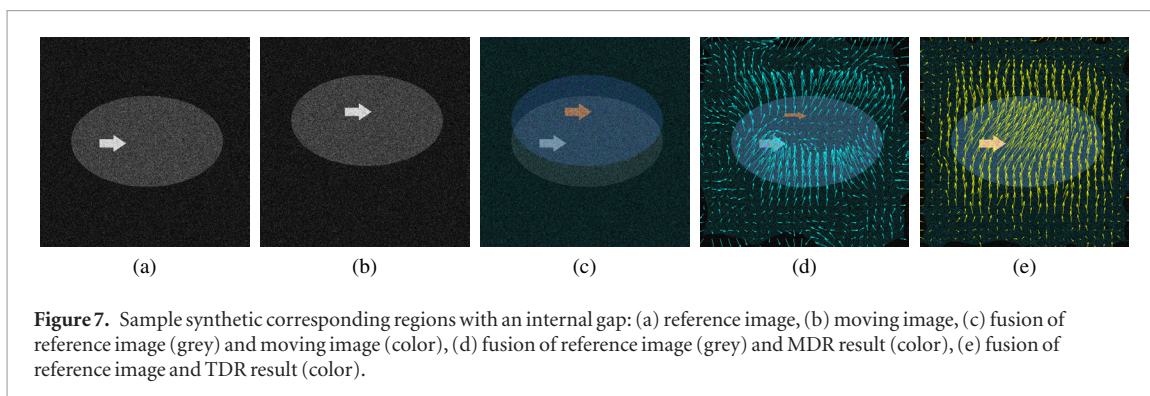 (a) (b) (c) (d) (e)
Figure 7. Sample synthetic corresponding regions with an internal gap: (a) reference image, (b) moving image, (c) fusion of
reference image (grey) and moving image (color), (d) fusion of reference image (grey) and MDR result (color), (e) fusion of
reference image and TDR result (color).